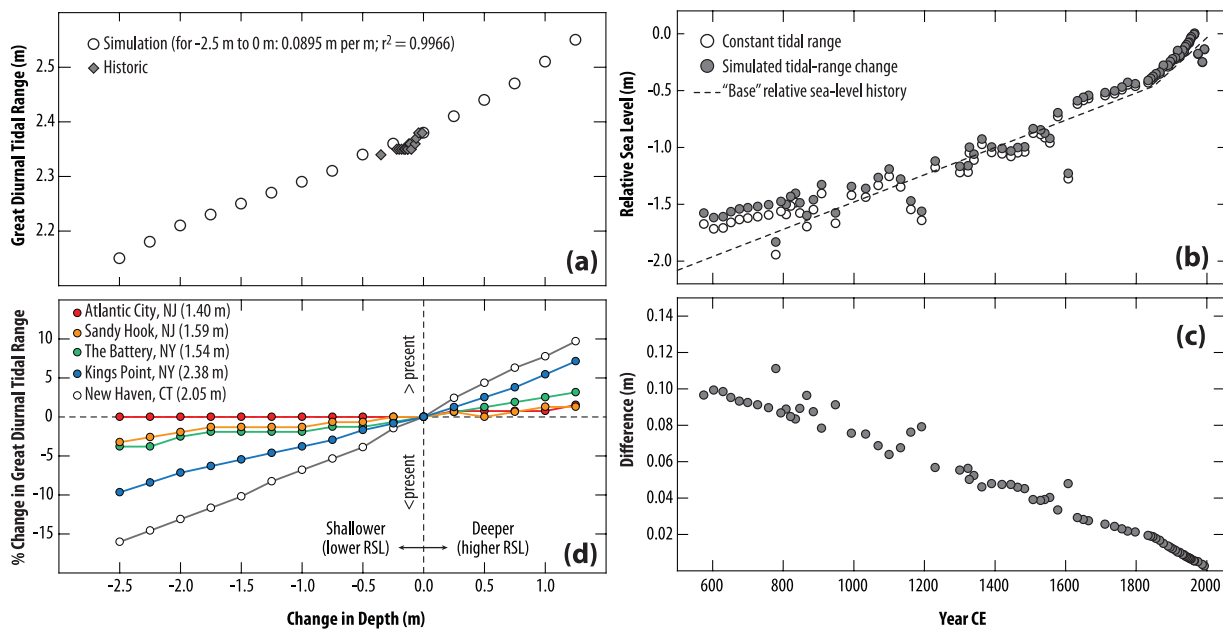 Great Diurnal Tidal Range (m)
2.5
2.4
2.3
2.2
Simulation (for -2.5 m to 0 m: 0.0895 m per m; r² = 0.9966)
Historic
(a)
Relative Sea Level (m)
0.0
-0.5
-1.0
-1.5
-2.0
Constant tidal range
Simulated tidal-range change
"Base" relative sea-level history
(b)
% Change in Great Diurnal Tidal Range
10
5
0
-5
-10
-15
Atlantic City, NJ (1.40 m)
Sandy Hook, NJ (1.59 m)
The Battery, NY (1.54 m)
Kings Point, NY (2.38 m)
New Haven, CT (2.05 m)
> present
<present
Shallower
(lower RSL)
Deeper
(higher RSL)
(d)
-2.5 -2.0 -1.5 -1.0 -0.5 0.0 0.5 1.0
Change in Depth (m)
Difference (m)
0.14
0.12
0.10
0.08
0.06
0.04
0.02
(c)
600 800 1000 1200 1400 1600 1800 2000
Year CE